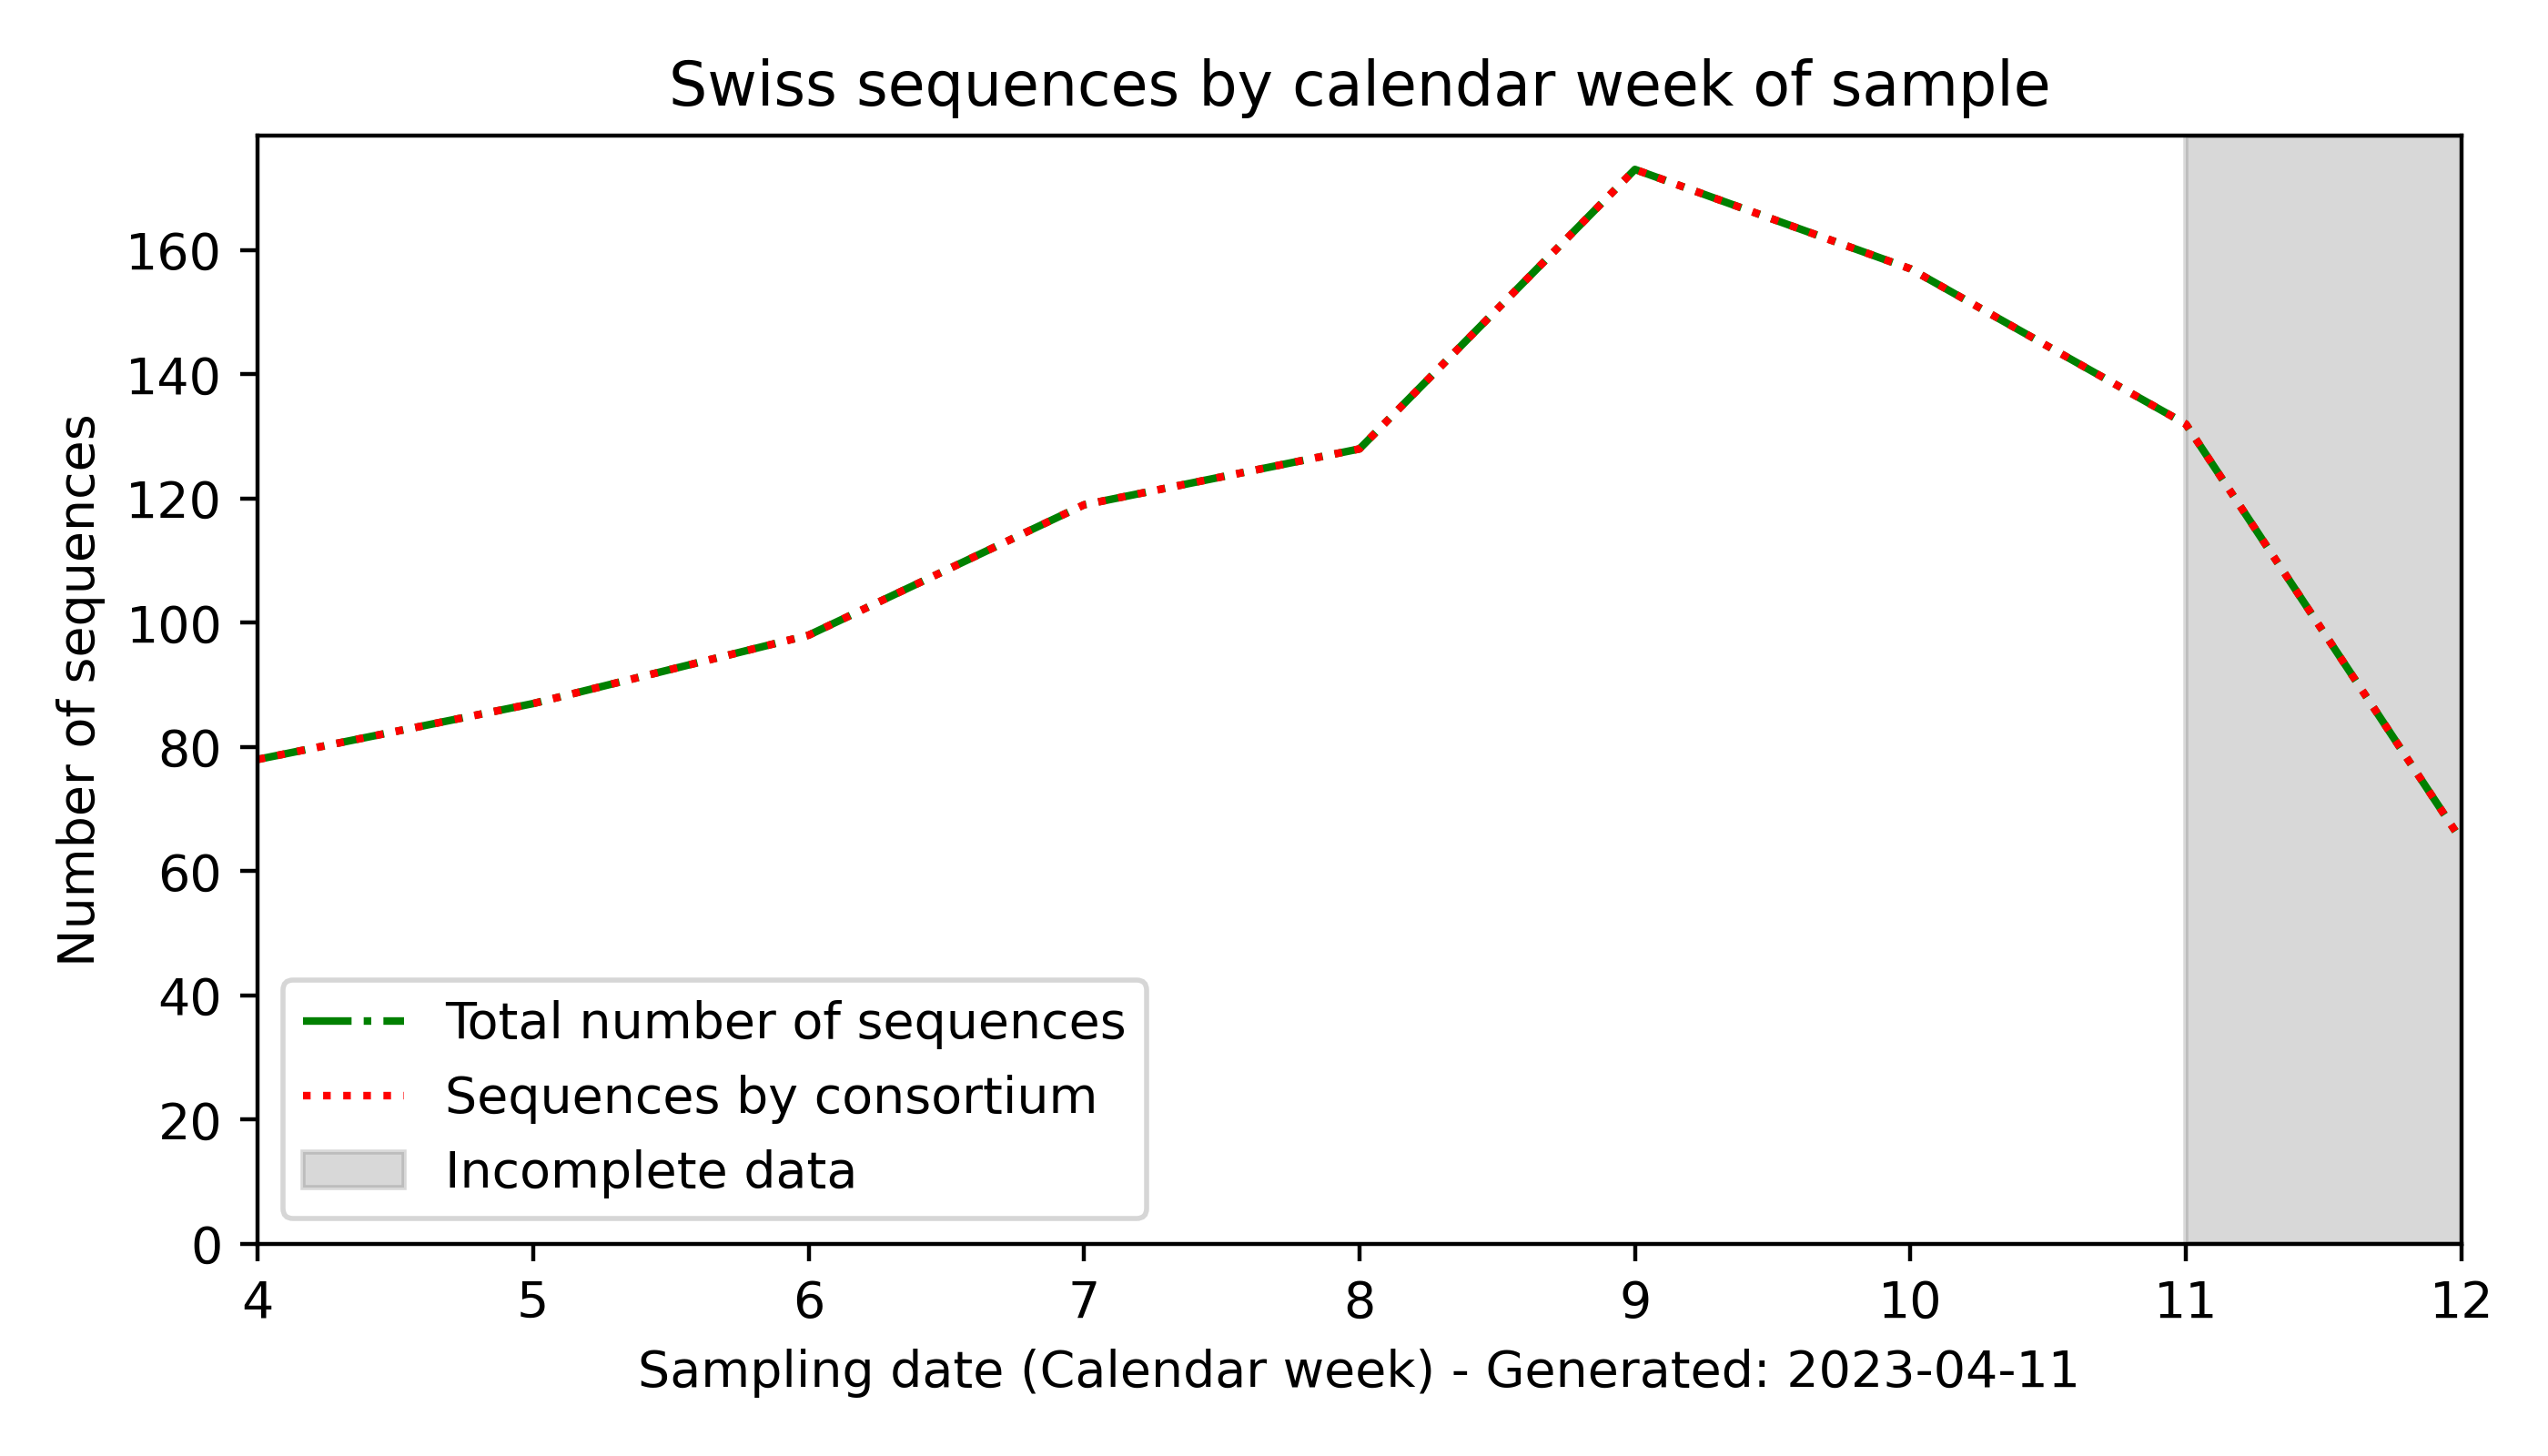 Swiss sequences by calendar week of sample
Number of sequences
160
140
120
100
80
60
40
20
0
Total number of sequences
Sequences by consortium
Incomplete data
4 5 6 7 8 9 10 11 12
Sampling date (Calendar week) - Generated: 2023-04-11